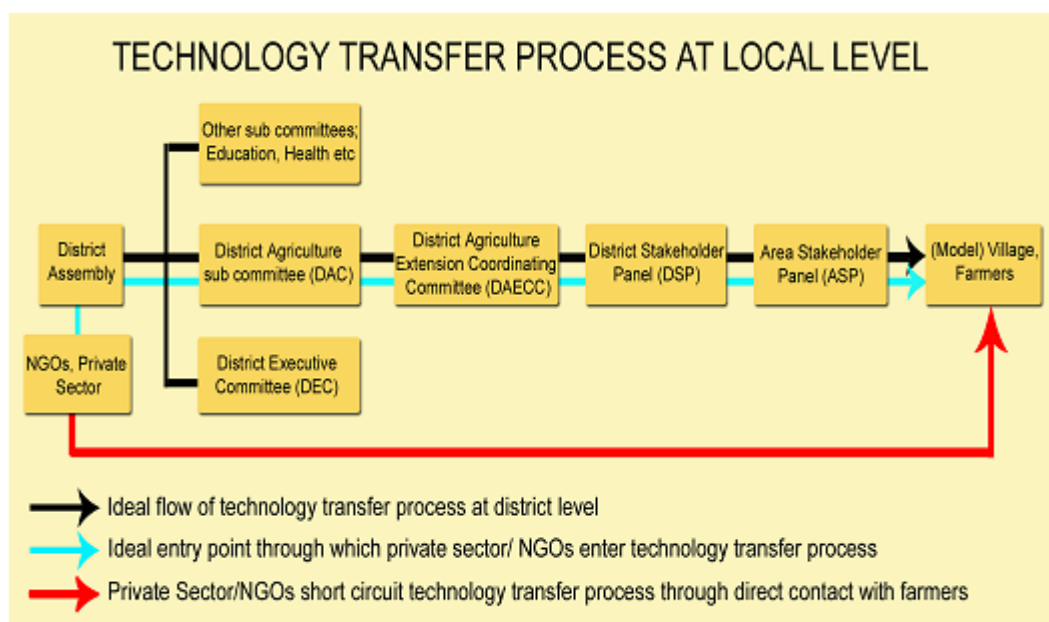 TECHNOLOGY TRANSFER PROCESS AT LOCAL LEVEL
Other sub committees;
Education, Health etc
District
Assembly
District Agriculture
sub committee (DAC)
District Agriculture
Extension Coordinating
Committee (DAECC)
District Stakeholder
Panel (DSP)
Area Stakeholder
Panel (ASP)
(Model) Village,
Farmers
NGOs, Private
Sector
District Executive
Committee (DEC)
Ideal flow of technology transfer process at district level
Ideal entry point through which private sector/ NGOs enter technology transfer process
Private Sector/NGOs short circuit technology transfer process through direct contact with farmers